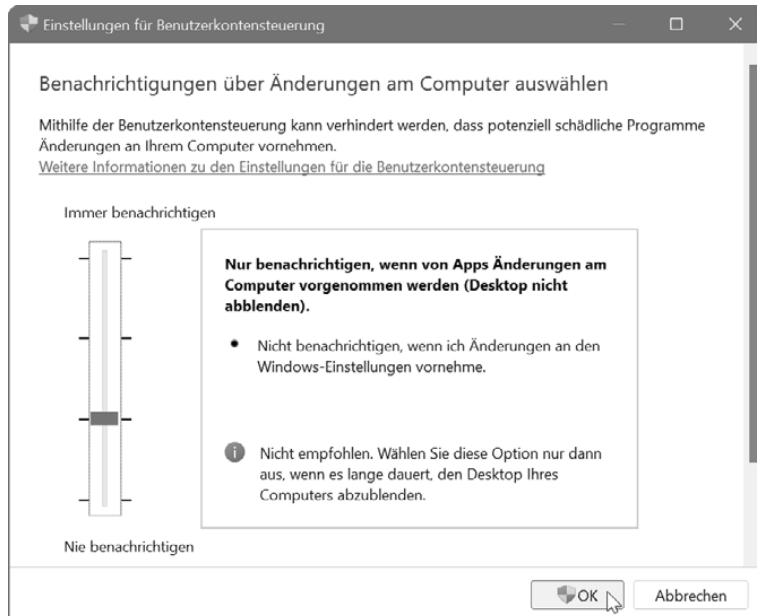 Einstellungen für Benutzerkontensteuerung
Benachrichtigungen über Änderungen am Computer auswählen
Mithilfe der Benutzerkontensteuerung kann verhindert werden, dass potenziell schädliche Programme
Änderungen an Ihrem Computer vornehmen.
Weitere Informationen zu den Einstellungen für die Benutzerkontensteuerung
Immer benachrichtigen
Nur benachrichtigen, wenn von Apps Änderungen am
Computer vorgenommen werden (Desktop nicht
abblenden).
Nicht benachrichtigen, wenn ich Änderungen an den
Windows-Einstellungen vornehme.
Nicht empfohlen. Wählen Sie diese Option nur dann
aus, wenn es lange dauert, den Desktop Ihres
Computers abzublenden.
Nie benachrichtigen
OK
Abbrechen